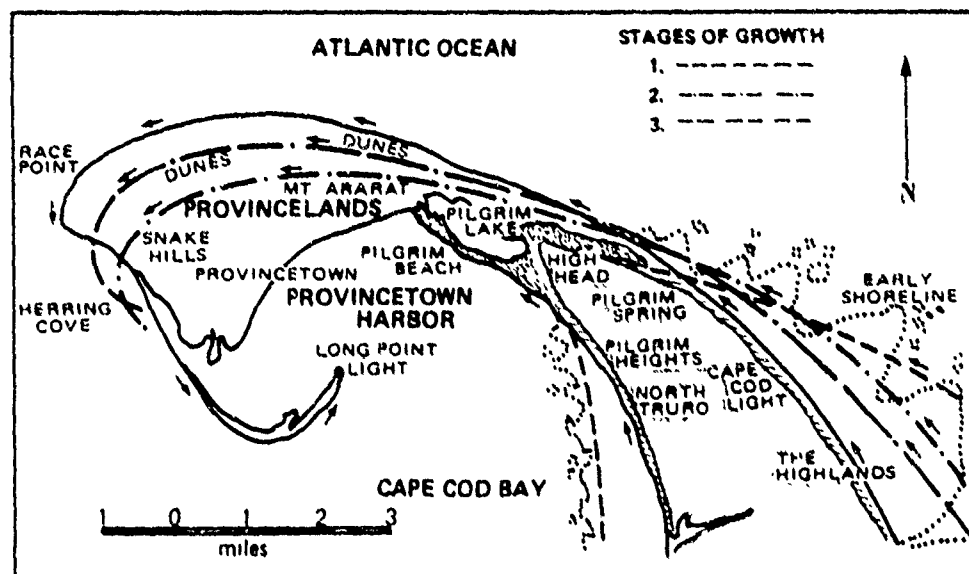 ATLANTIC OCEAN
STAGES OF GROWTH
1.
2.
3.
RACE POINT
DUNES
DUNES
MT ARARAT
PROVINCELANDS
PILGRIM LAKE
N
SNAKE HILLS
PROVINCETOWN
PILGRIM BEACH
HIGH HEAD
EARLY SHORELINE
HERRING COVE
PROVINCETOWN HARBOR
PILGRIM SPRING
LONG POINT LIGHT
PILGRIM HEIGHTS
NORTH TRURO
CAPE COD LIGHT
THE HIGHLANDS
CAPE COD BAY
1 0 1 2 3
miles